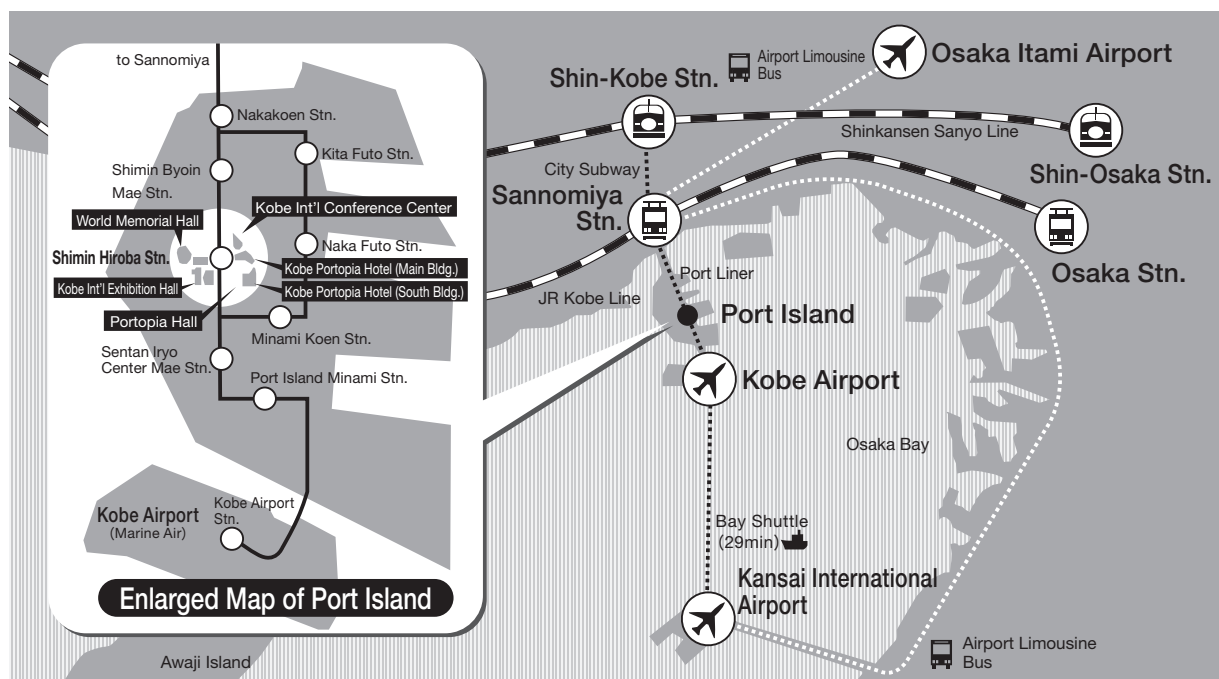 to Sannomiya
Nakakoen Stn.
Kita Futo Stn.
Shimin Byoin
Mae Stn.
Kobe Int'l Conference Center
World Memorial Hall
Naka Futo Stn.
Shimin Hiroba Stn.
Kobe Portopia Hotel (Main Bldg.)
Kobe Int'l Exhibition Hall
Kobe Portopia Hotel (South Bldg.)
Portopia Hall
Minami Koen Stn.
Sentan Iryo
Center Mae Stn.
Port Island Minami Stn.
Kobe Airport
Stn.
Kobe Airport
(Marine Air)
Enlarged Map of Port Island
Awaji Island
Airport Limousine
Bus
Osaka Itami Airport
Shin-Kobe Stn.
Shinkansen Sanyo Line
City Subway
Shin-Osaka Stn.
Sannomiya
Stn.
Osaka Stn.
Port Liner
JR Kobe Line
Port Island
Kobe Airport
Osaka Bay
Bay Shuttle
(29min)
Kansai International
Airport
Airport Limousine
Bus